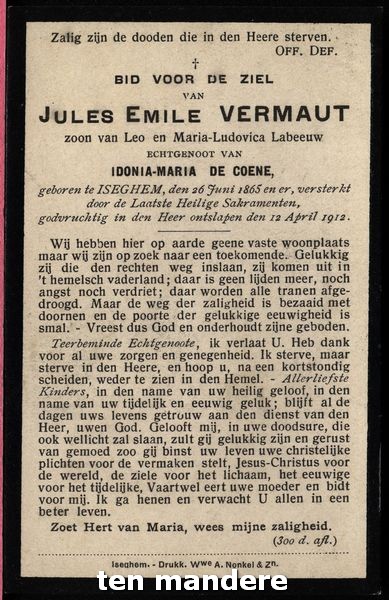 Zalig zijn de dooden die in den Heere sterven.
OFF. DEF.
†
BID VOOR DE ZIEL
VAN
JULES EMILE VERMAUT
zoon van Leo en Maria-Ludovica Labeeuw
ECHTGENOOT VAN
IDONIA-MARIA DE COENE,
geboren te ISEGHEM, den 26 Juni 1865 en er, versterkt
door de Laatste Heilige Sakramenten,
godvruchtig in den Heer ontslapen den 12 April 1912.
Wij hebben hier op aarde geene vaste woonplaats
maar wij zijn op zoek naar een toekomende. Gelukkig
zij die den rechten weg inslaan, zij komen uit in
't hemelsch vaderland; daar is geen lijden meer, noch
angst noch verdriet; daar worden alle tranen afge-
droogd. Maar de weg der zaligheid is bezaaid met
doornen en de poorte der gelukkige eeuwigheid is
smal. - Vreest dus God en onderhoudt zijne geboden.
Teerbeminde Echtgenoote, ik verlaat U. Heb dank
voor al uwe zorgen en genegenheid. Ik sterve, maar
sterve in den Heere, en hoop u, na een kortstondig
scheiden, weder te zien in den Hemel. - Allerliefste
Kinders, in den name van uw heilig geloof, in den
name van uw tijdelijk en eeuwig geluk; blijft al de
dagen uws levens getrouw aan den dienst van den
Heer, uwen God. Gelooft mij, in uwe doodsure, die
ook wellicht zal slaan, zult gij gelukkig zijn en gerust
van gemoed zoo gij binst uw leven uwe christelijke
plichten voor de vermaken stelt, Jesus-Christus voor
de wereld, de ziele voor het lichaam, het eeuwige
voor het tijdelijke, Vaartwel eert uwe moeder en bidt
voor mij. Ik ga henen en verwacht U allen in een
beter leven.
Zoet Hert van Maria, wees mijne zaligheid.
(300 d. afl.)
Iseghem. - Drukk. Wwe A. Nonkel & Zn.
ten mandere